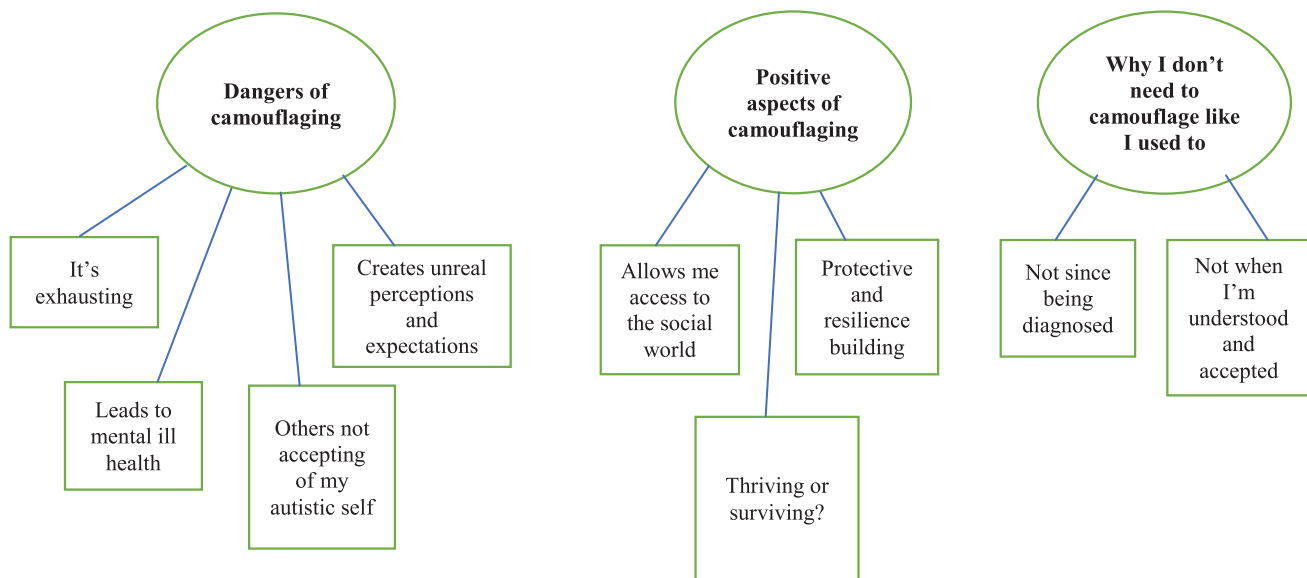 Dangers of
camouflaging
It’s
exhausting
Leads to
mental ill
health
Others not
accepting
of my
autistic self
Creates unreal
perceptions
and
expectations
Positive
aspects of
camouflaging
Allows me
access to
the social
world
Thriving or
surviving?
Protective
and
resilience
building
Why I don’t
need to
camouflage like
I used to
Not since
being
diagnosed
Not when
I’m
understood
and
accepted